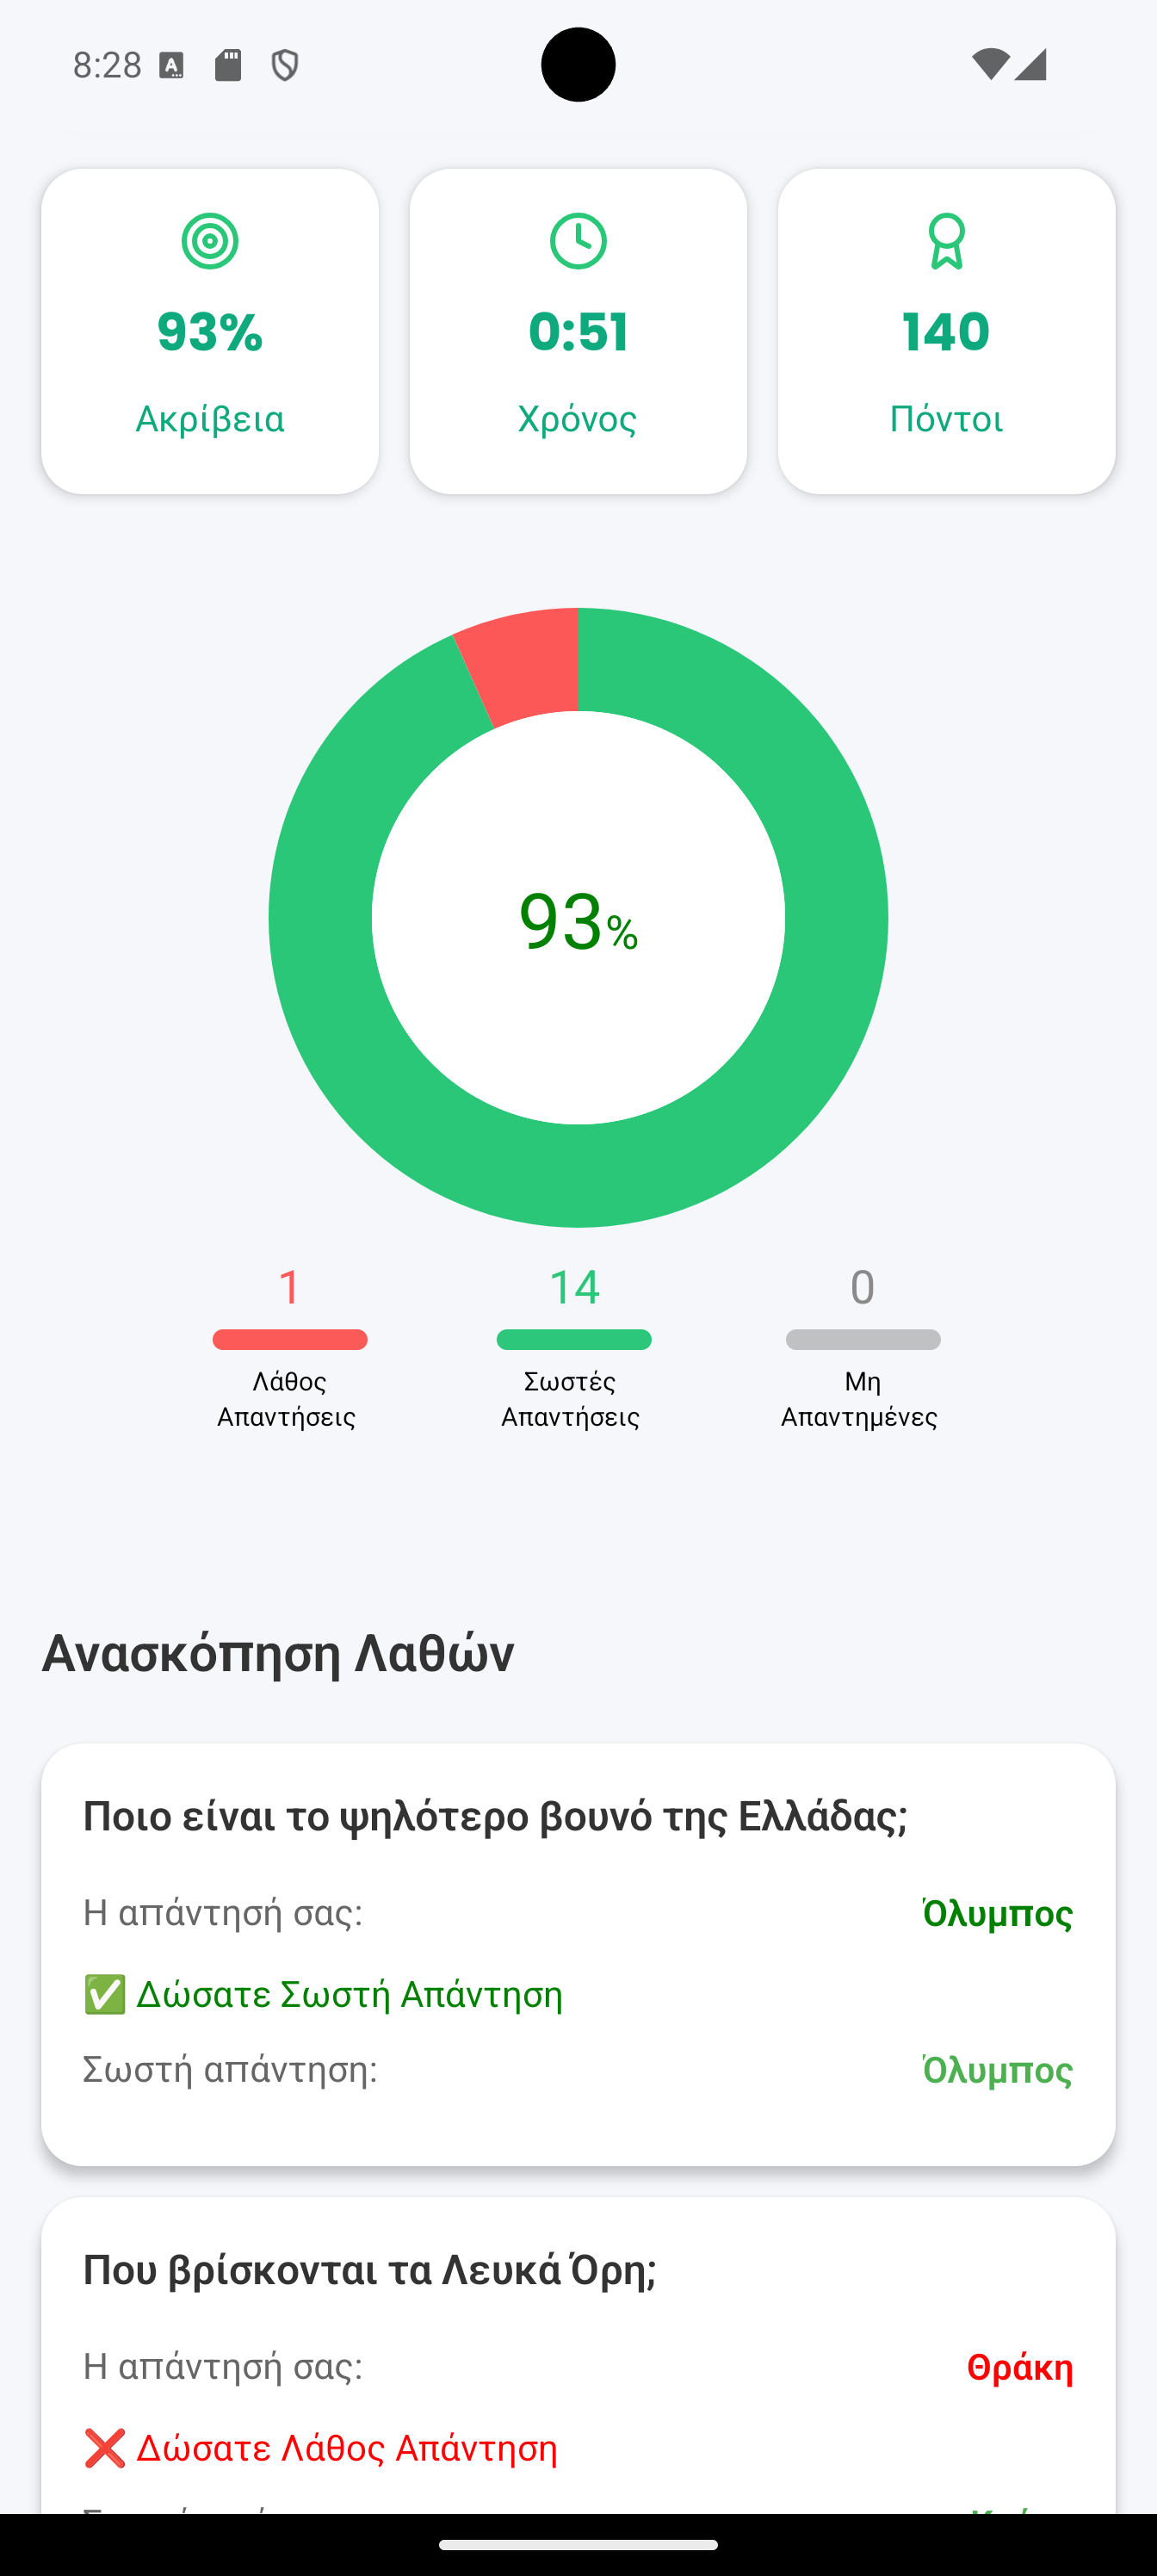 8:28
93%
0:51
140
Ακρίβεια
Χρόνος
Πόντοι
93%
1
14
0
Λάθος
Απαντήσεις
Σωστές
Απαντήσεις
Μη
Απαντημένες
Ανασκόπηση Λαθών
Ποιο είναι το ψηλότερο βουνό της Ελλάδας;
Η απάντησή σας: Όλυμπος
✅ Δώσατε Σωστή Απάντηση
Σωστή απάντηση: Όλυμπος
Που βρίσκονται τα Λευκά Όρη;
Η απάντησή σας: Θράκη
❌ Δώσατε Λάθος Απάντηση